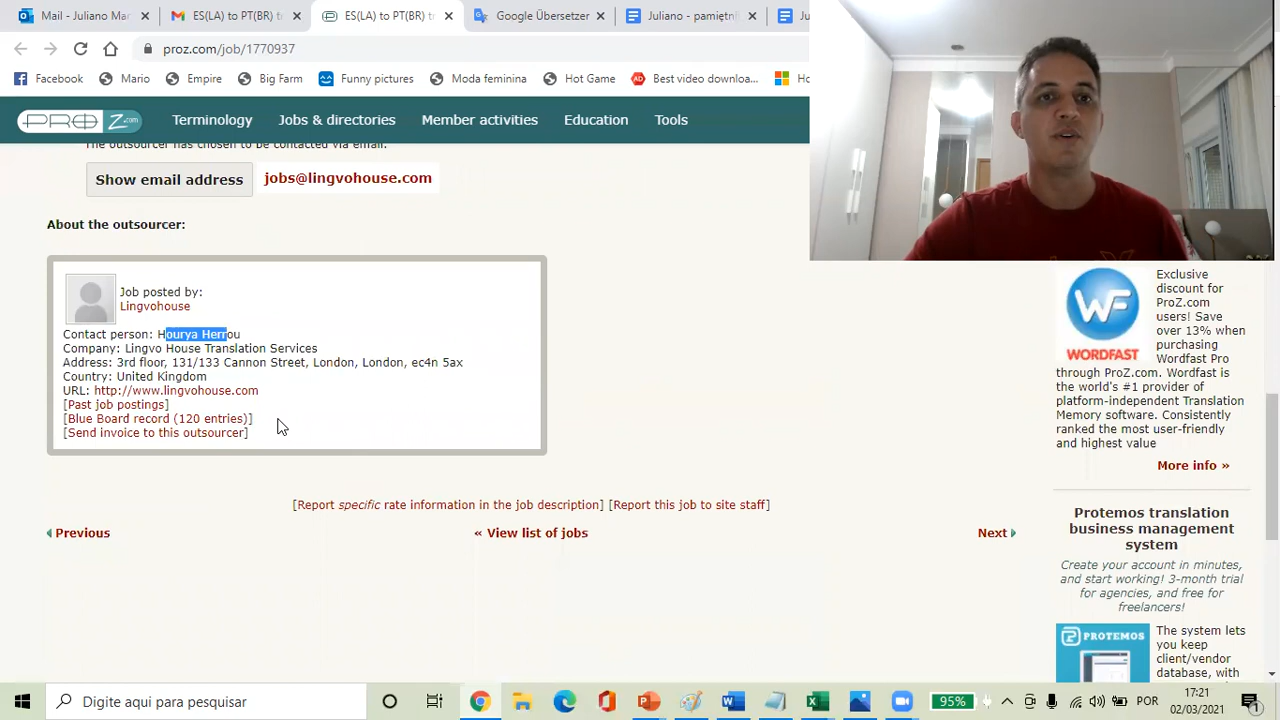 Mail - Juliano Mar
ES(LA) to PT(BR) tr
ES(LA) to PT(BR) tr
Google Übersetzer
Juliano - pamiętni
Jul
proz.com/job/1770937
Facebook
Mario
Empire
Big Farm
Funny pictures
Moda feminina
Hot Game
Best video downloa...
Ho
PROZ.com
Terminology
Jobs & directories
Member activities
Education
Tools
The outsourcer has chosen to be contacted via email.
Show email address
jobs@lingvohouse.com
About the outsourcer:
Job posted by:
Lingvohouse
Contact person: Hourya Herrou
Company: Lingvo House Translation Services
Address: 3rd floor, 131/133 Cannon Street, London, London, ec4n 5ax
Country: United Kingdom
URL: http://www.lingvohouse.com
[Past job postings]
[Blue Board record (120 entries)]
[Send invoice to this outsourcer]
[Report specific rate information in the job description] [Report this job to site staff]
Previous
« View list of jobs
Next
WF
WORDFAST
Exclusive
discount for
ProZ.com
users! Save
over 13% when
purchasing
Wordfast Pro
through ProZ.com. Wordfast is
the world's #1 provider of
platform-independent Translation
Memory software. Consistently
ranked the most user-friendly
and highest value
More info »
Protemos translation
business management
system
Create your account in minutes,
and start working! 3-month trial
for agencies, and free for
freelancers!
PROTEMOS
The system lets
you keep
client/vendor
database, with
Digite aqui para pesquisar
95%
POR
17:21
02/03/2021
1